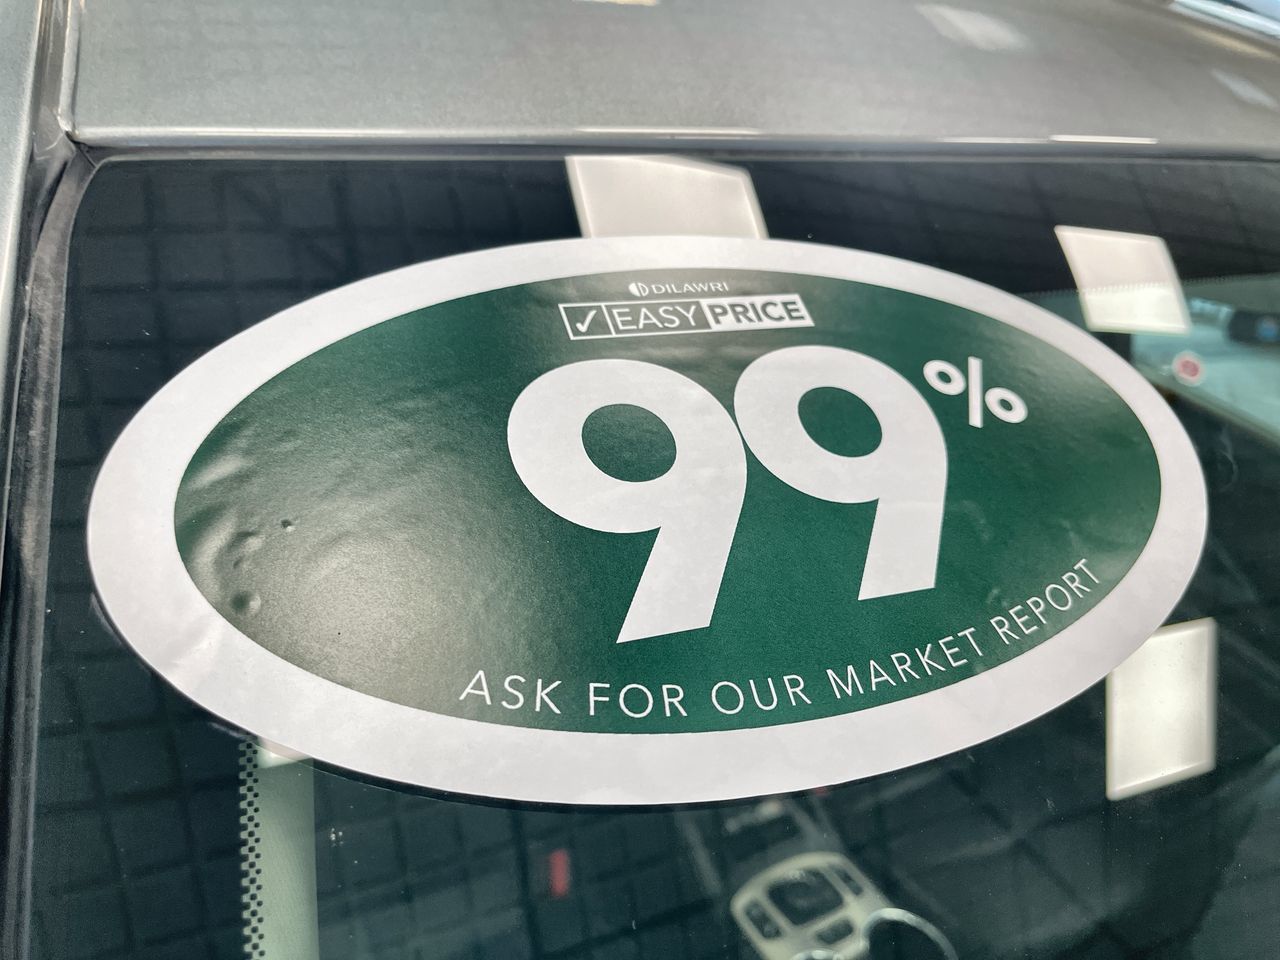 DILAWRI
✓ EASY PRICE
99%
ASK FOR OUR MARKET REPORT